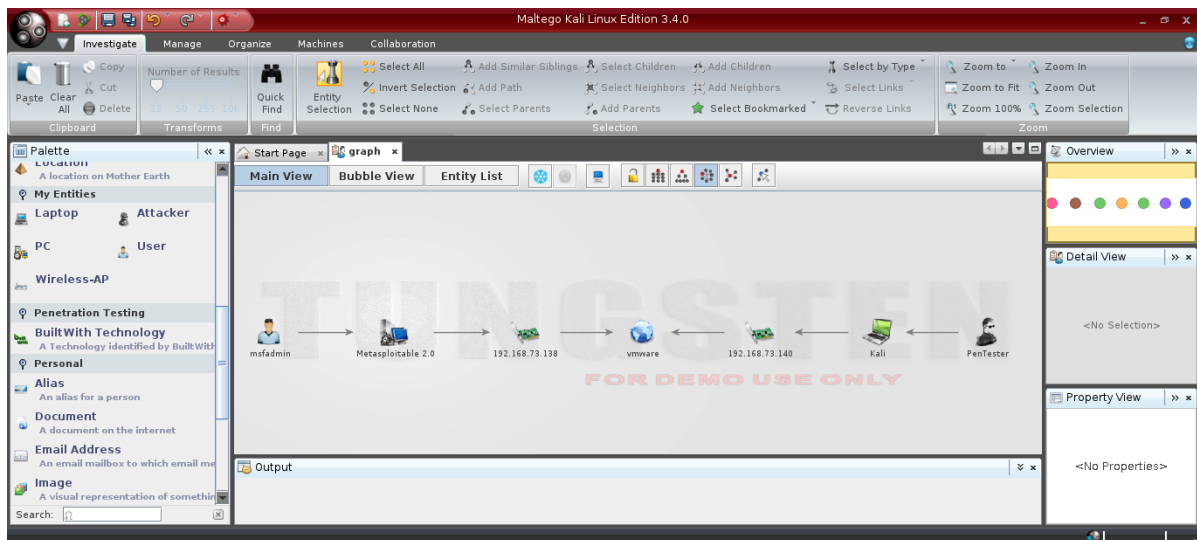 Maltego Kali Linux Edition 3.4.0
Investigate Manage Organize Machines Collaboration
Paste
Clear All
Copy
Cut
Delete
Clipboard
Number of Results
12 50 255 10k
Transforms
Quick Find
Find
Entity Selection
Select All
Invert Selection
Select None
Add Similar Siblings
Add Path
Select Parents
Select Children
Select Neighbors
Add Parents
Add Children
Add Neighbors
Select Bookmarked
Select by Type
Select Links
Reverse Links
Selection
Zoom to
Zoom to Fit
Zoom 100%
Zoom In
Zoom Out
Zoom Selection
Zoom
Palette
Location
A location on Mother Earth
My Entities
Laptop
Attacker
PC
User
Wireless-AP
Penetration Testing
BuiltWith Technology
A Technology identified by BuiltWith
Personal
Alias
An alias for a person
Document
A document on the internet
Email Address
An email mailbox to which email me
Image
A visual representation of somethin
Search:
Start Page
graph
Main View
Bubble View
Entity List
TUNGSTEN
msfadmin
Metasploitable 2.0
192.168.73.138
vmware
192.168.73.140
Kali
PenTester
FOR DEMO USE ONLY
Output
Overview
Detail View
<No Selection>
Property View
<No Properties>